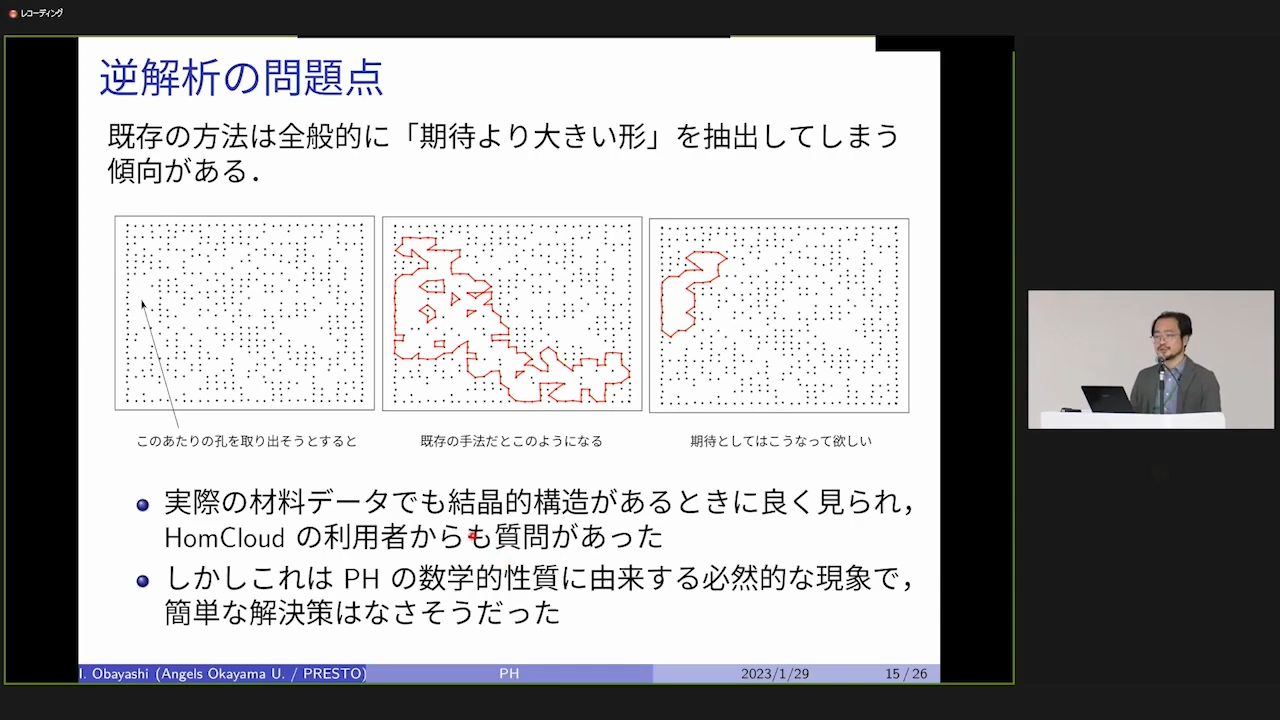 レコーディング
逆解析の問題点
既存の方法は全般的に「期待より大きい形」を抽出してしまう
傾向がある．
このあたりの孔を取り出そうとすると
既存の手法だとこのようになる
期待としてはこうなって欲しい
実際の材料データでも結晶的構造があるときに良く見られ，
HomCloud の利用者からも質問があった
しかしこれは PH の数学的性質に由来する必然的な現象で，
簡単な解決策はなさそうだった
I. Obayashi (Angels Okayama U. / PRESTO)
PH
2023/1/29
15 / 26